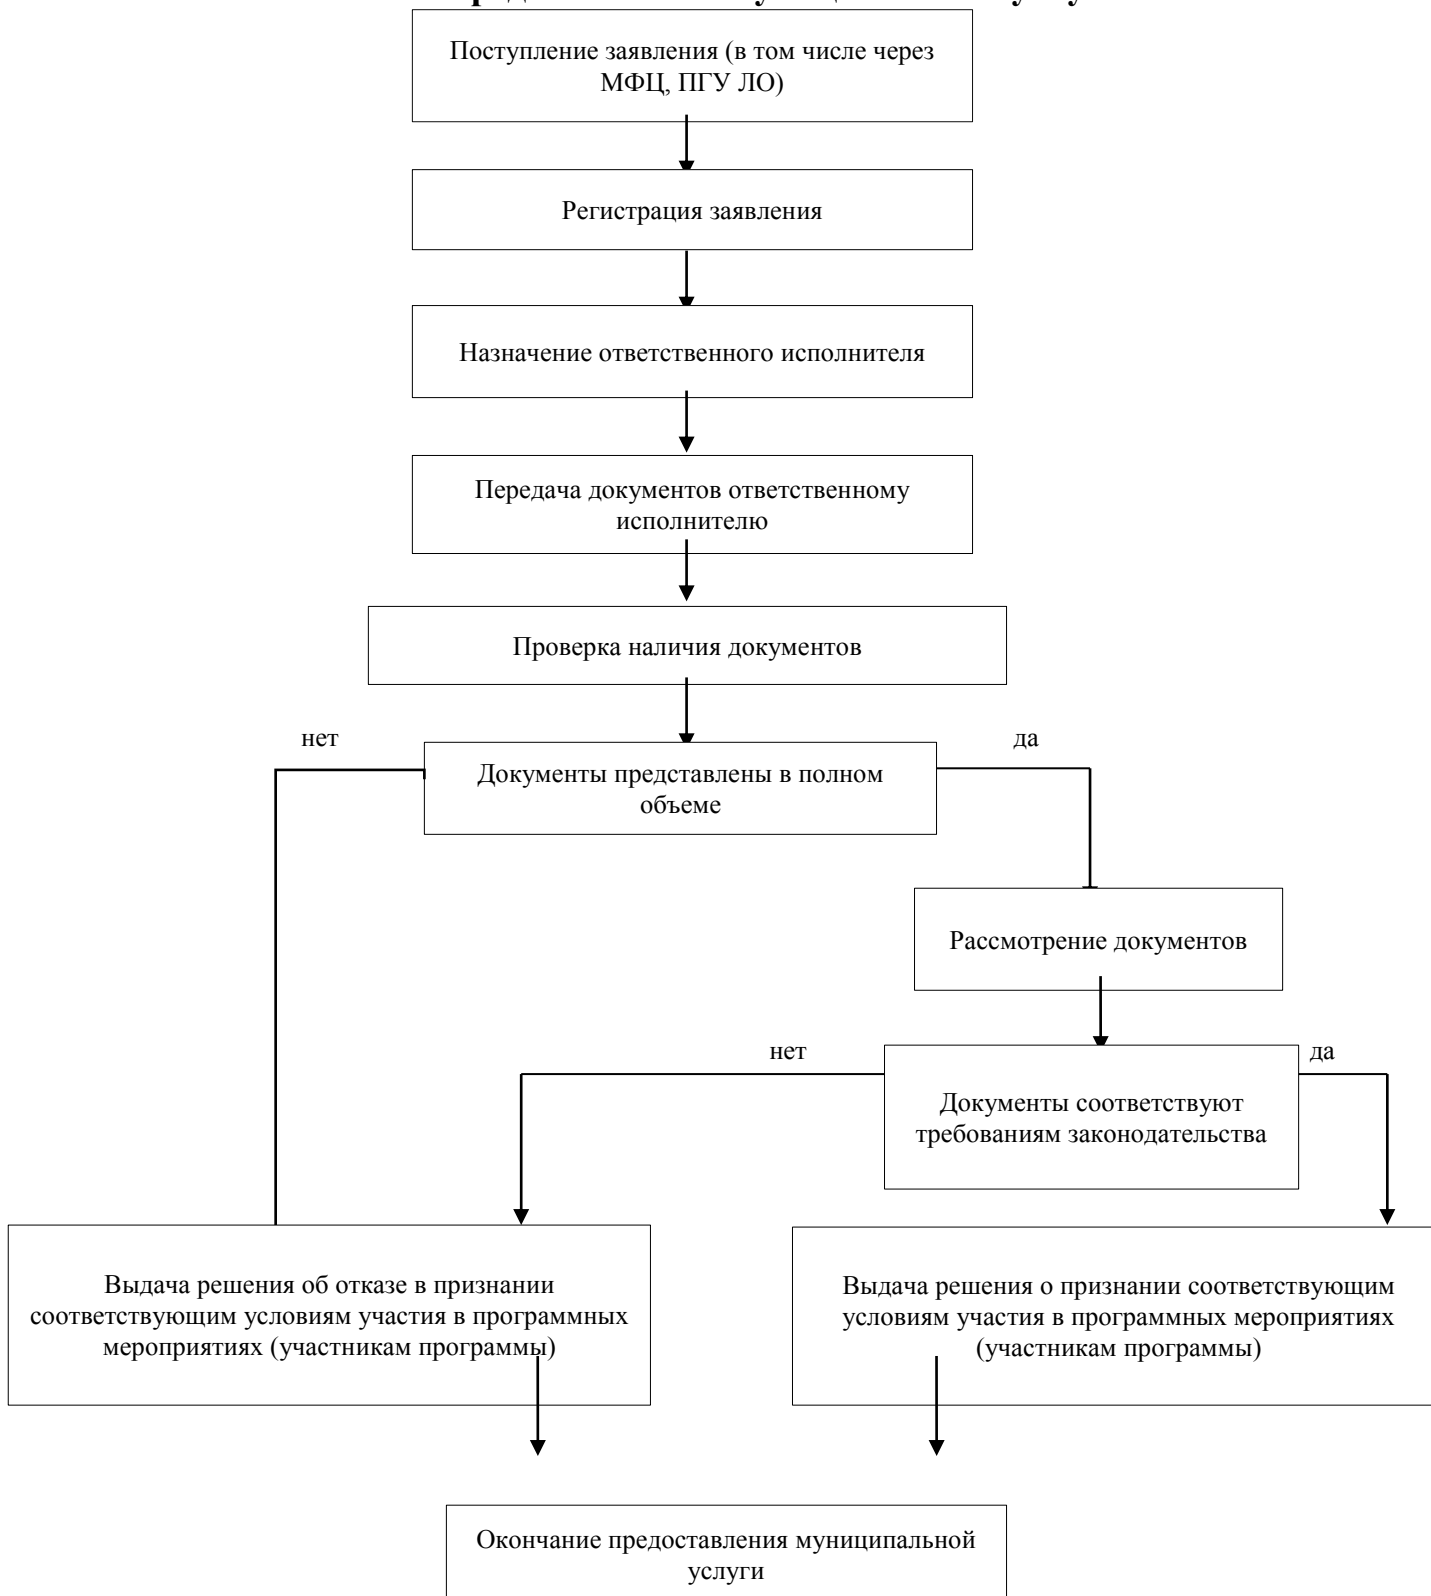 Поступление заявления (в том числе через
МФЦ, ПГУ ЛО)
Регистрация заявления
Назначение ответственного исполнителя
Передача документов ответственному
исполнителю
Проверка наличия документов
нет
да
Документы представлены в полном
объеме
Рассмотрение документов
нет
да
Документы соответствуют
требованиям законодательства
Выдача решения об отказе в признании
соответствующим условиям участия в программных
мероприятиях (участникам программы)
Выдача решения о признании соответствующим
условиям участия в программных мероприятиях
(участникам программы)
Окончание предоставления муниципальной
услуги